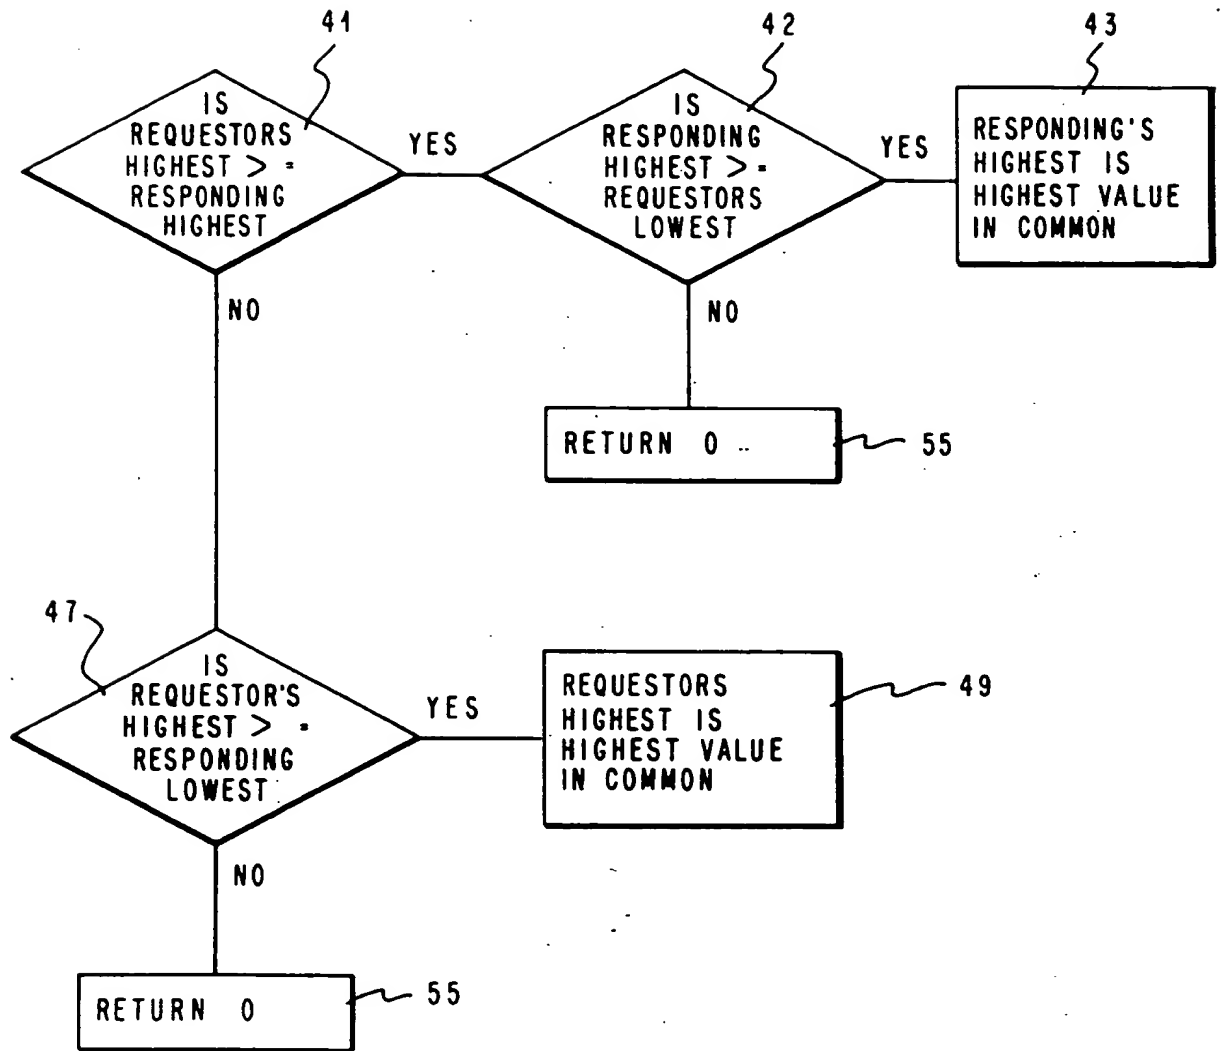 41
IS
REQUESTORS
HIGHEST > =
RESPONDING
HIGHEST
YES
NO
42
IS
RESPONDING
HIGHEST > =
REQUESTORS
LOWEST
YES
NO
43
RESPONDING'S
HIGHEST IS
HIGHEST VALUE
IN COMMON
RETURN 0
55
47
IS
REQUESTOR'S
HIGHEST > =
RESPONDING
LOWEST
YES
NO
REQUESTORS
HIGHEST IS
HIGHEST VALUE
IN COMMON
49
RETURN 0
55